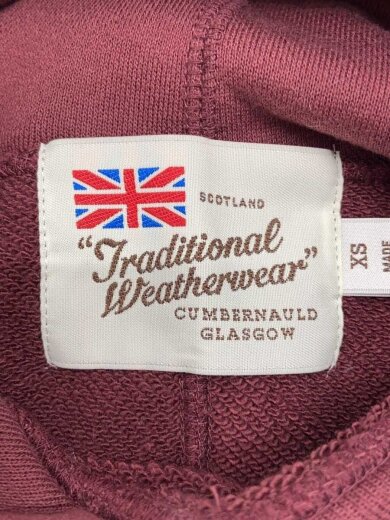 SCOTLAND
"Traditional
Weatherwear"
CUMBERNAULD
GLASGOW
XS
MADE